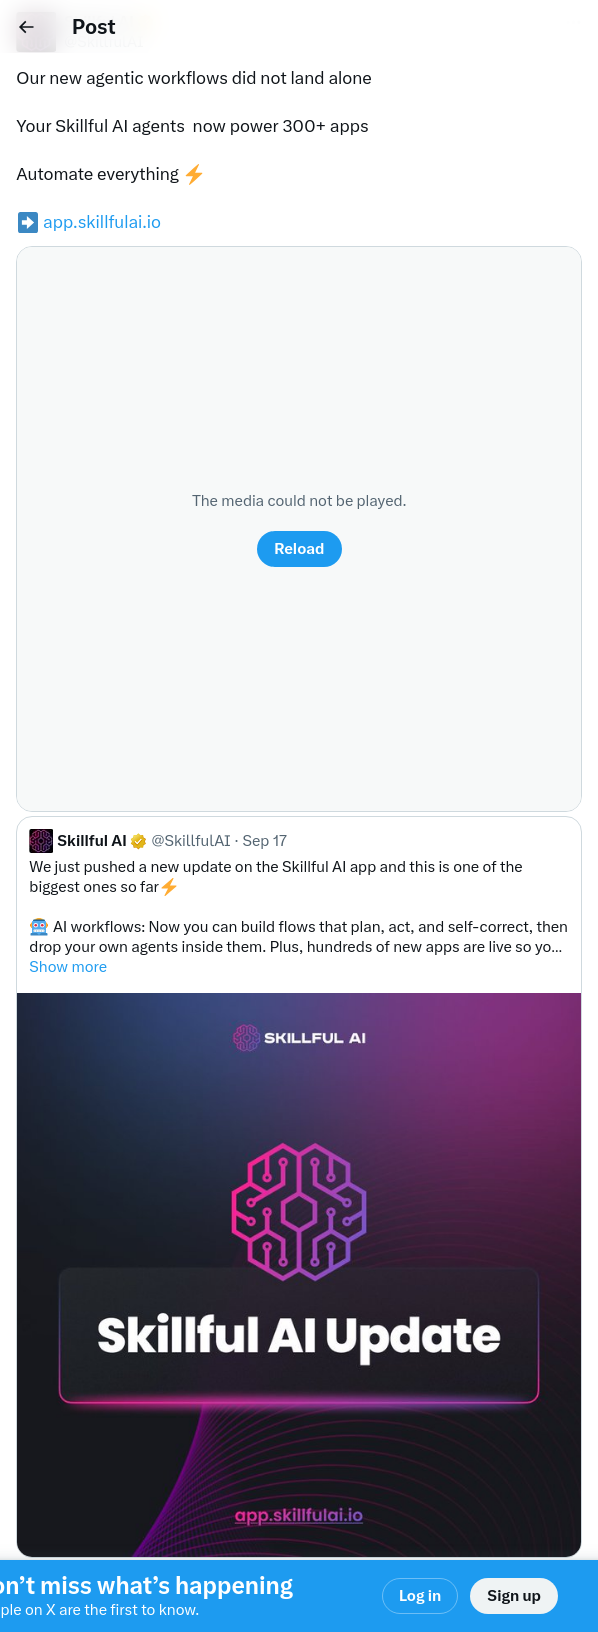 Post
Our new agentic workflows did not land alone
Your Skillful AI agents  now power 300+ apps
Automate everything ⚡
➡️ app.skillfulai.io
The media could not be played.
Reload
Skillful AI @SkillfulAI · Sep 17
We just pushed a new update on the Skillful AI app and this is one of the
biggest ones so far⚡
🤖 AI workflows: Now you can build flows that plan, act, and self-correct, then
drop your own agents inside them. Plus, hundreds of new apps are live so yo...
Show more
SKILLFUL AI
Skillful AI Update
app.skillfulai.io
on't miss what's happening
ple on X are the first to know.
Log in
Sign up